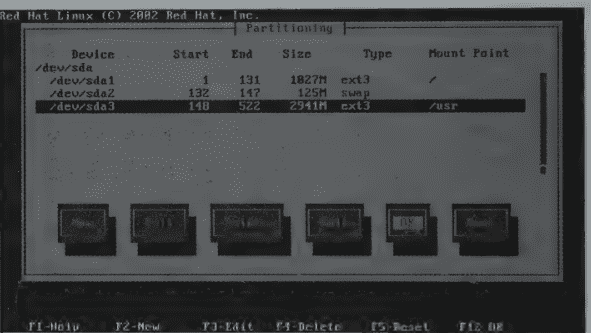 Red Hat Linux (C) 2002 Red Hat, Inc.
Partitioning
Device Start End Size Type Mount Point
/dev/sda
/dev/sda1 1 131 1027M ext3 /
/dev/sda2 132 147 125M swap
/dev/sda3 148 522 2941M ext3 /usr
OK
F1-Help F2-New F3-Edit F4-Delete F5-Reset F12 OK